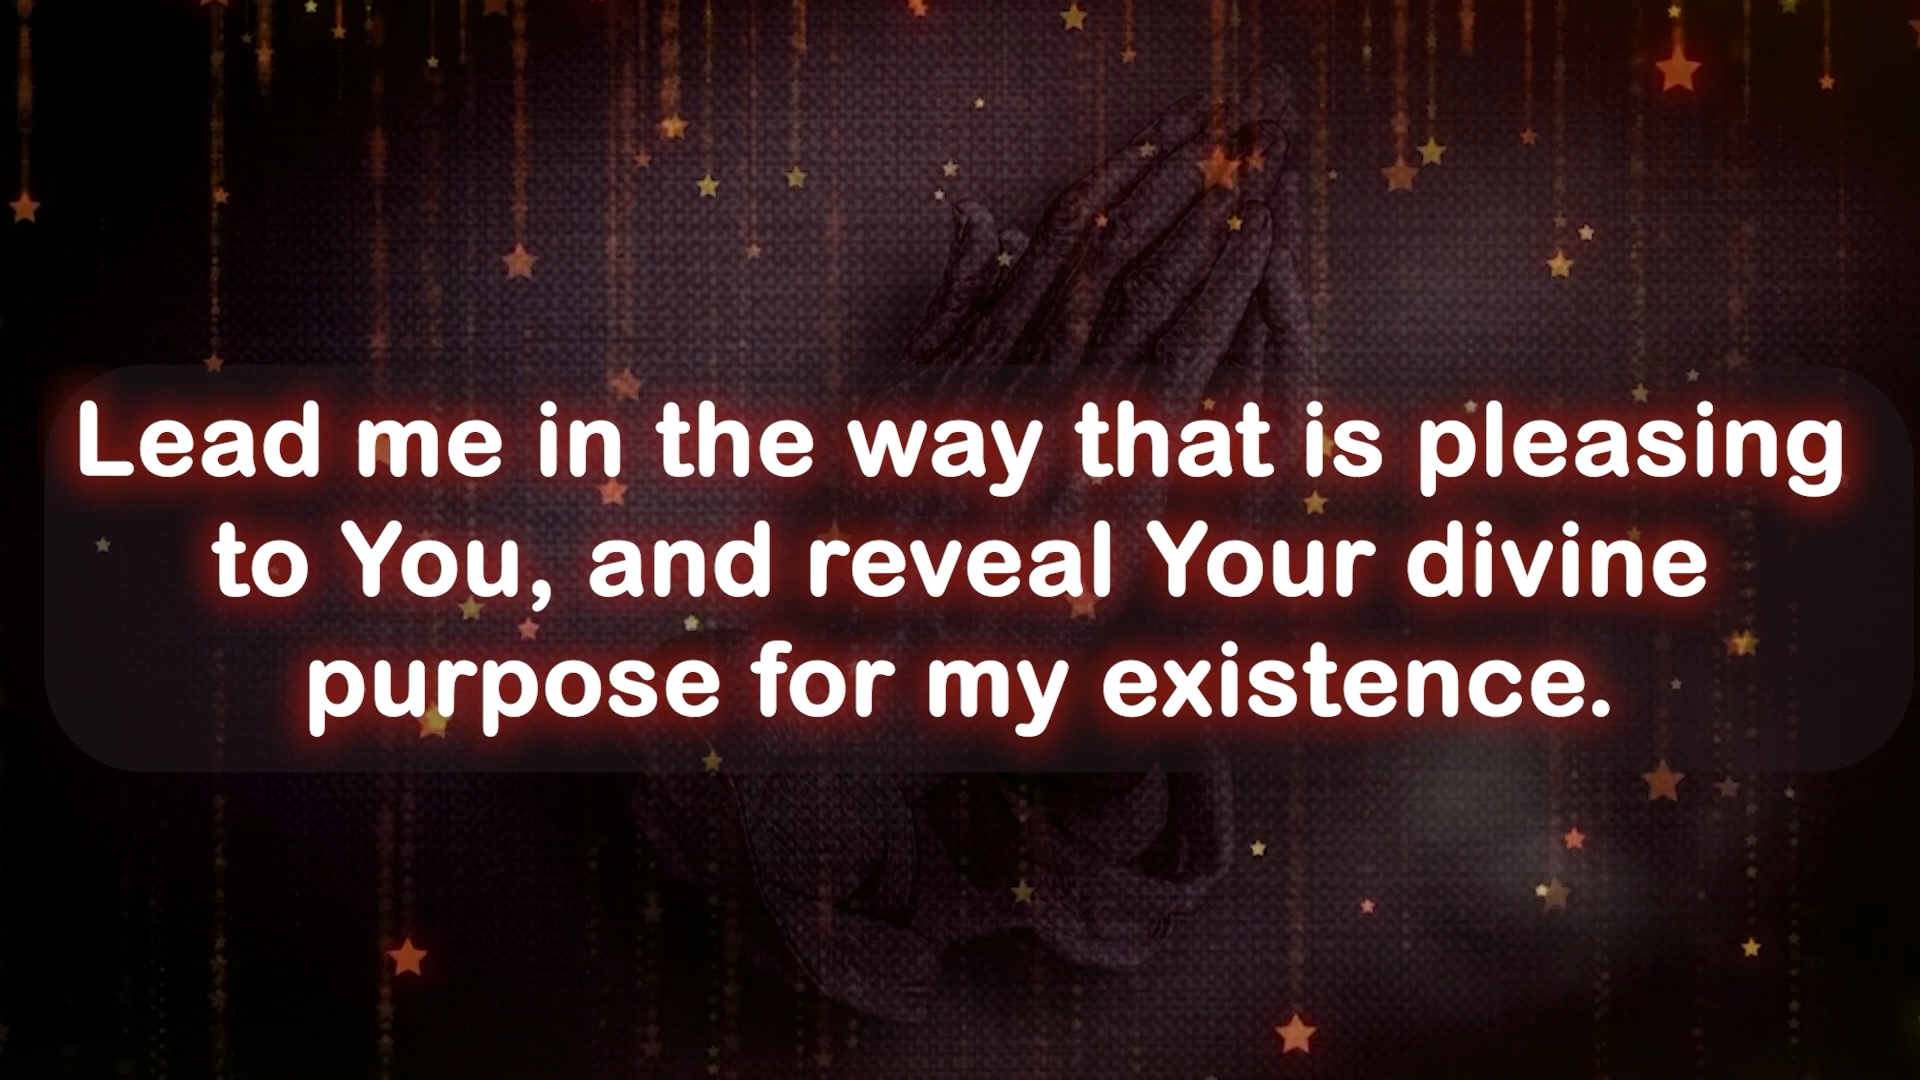 Lead me in the way that is pleasing
to You, and reveal Your divine
purpose for my existence.